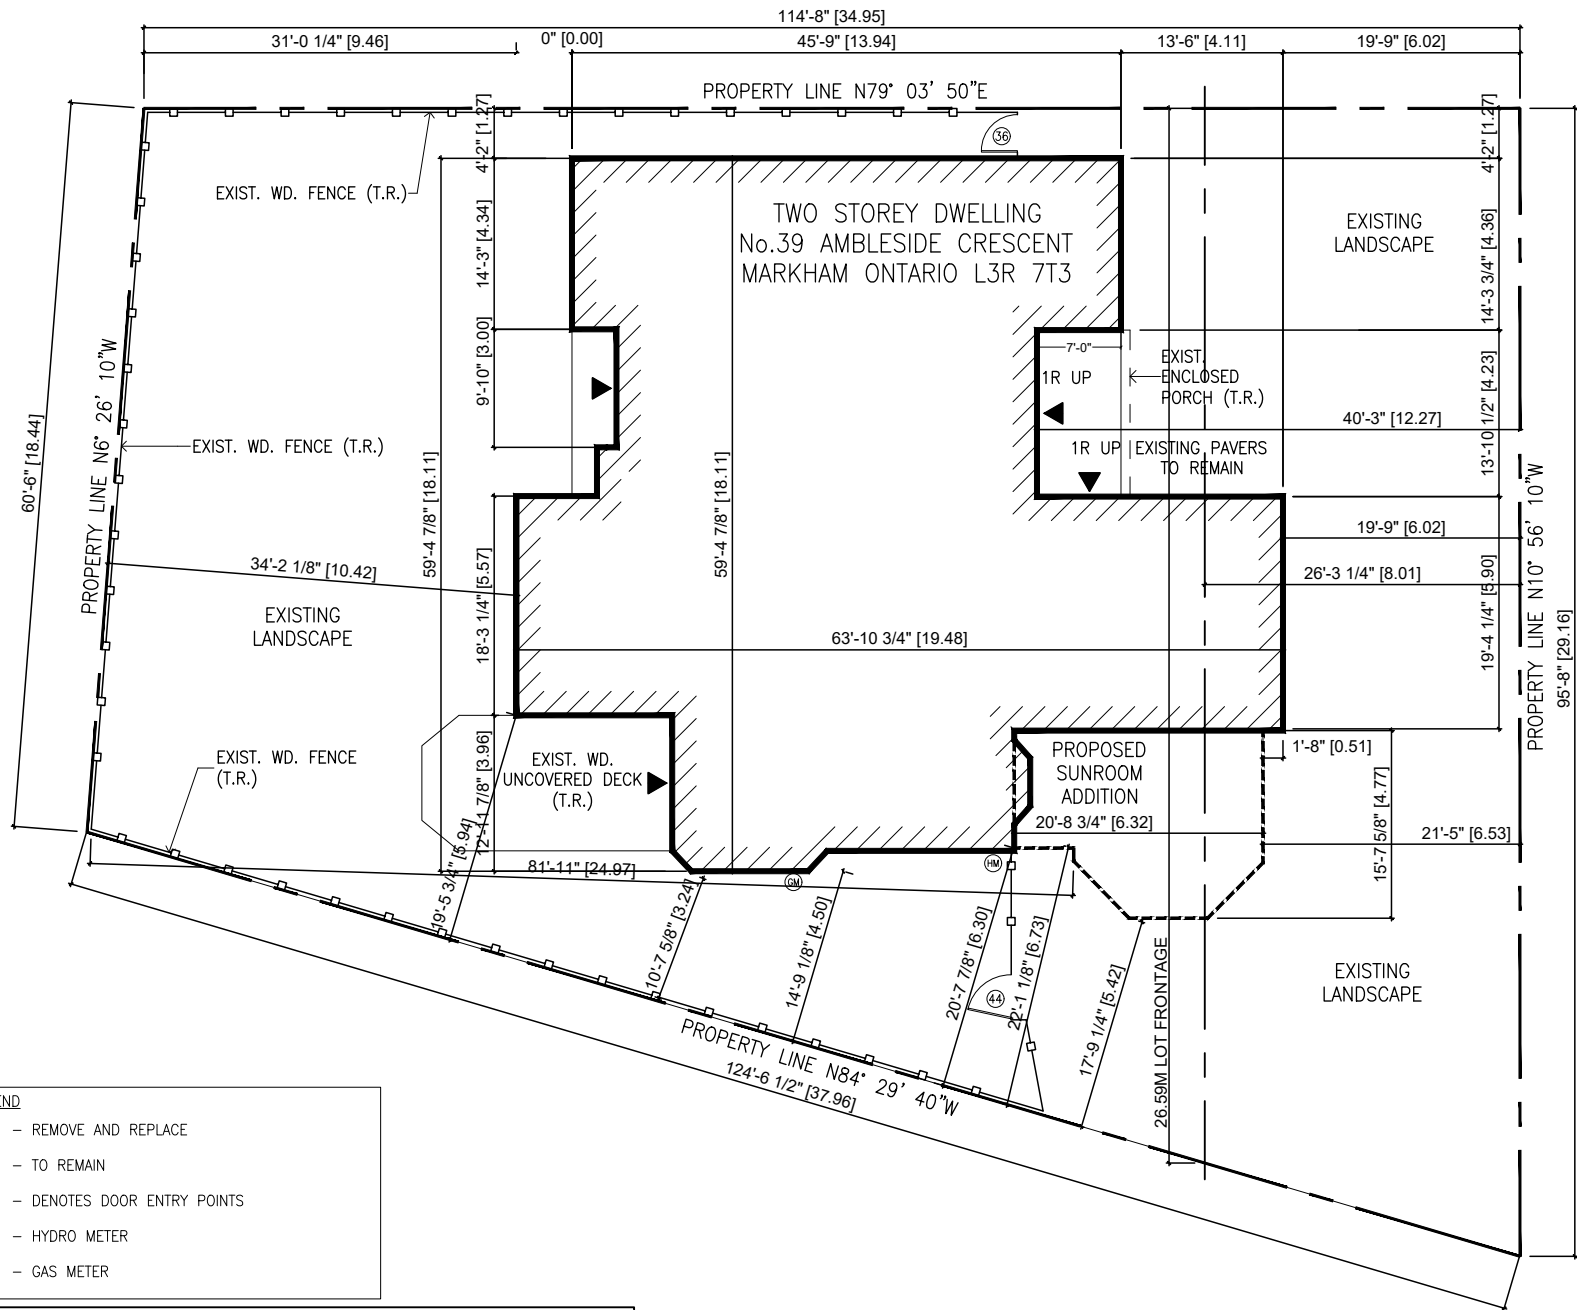 114'-8" [34.95]
31'-0 1/4" [9.46]
0" [0.00]
45'-9" [13.94]
13'-6" [4.11]
19'-9" [6.02]
PROPERTY LINE N79° 03' 50"E
4'-2" [1.27]
4'-2" [1.27]
36
EXIST. WD. FENCE (T.R.)
TWO STOREY DWELLING
No.39 AMBLESIDE CRESCENT
MARKHAM ONTARIO L3R 7T3
EXISTING
LANDSCAPE
14'-3" [4.34]
14'-3 3/4" [4.36]
9'-10" [3.00]
7'-0"
1R UP
EXIST.
ENCLOSED
PORCH (T.R.)
13'-10 1/2" [4.23]
40'-3" [12.27]
60'-6" [18.44]
PROPERTY LINE N6° 26' 10"W
EXIST. WD. FENCE (T.R.)
1R UP
EXISTING PAVERS
TO REMAIN
59'-4 7/8" [18.11]
59'-4 7/8" [18.11]
19'-9" [6.02]
34'-2 1/8" [10.42]
18'-3 1/4" [5.57]
26'-3 1/4" [8.01]
19'-4 1/4" [5.90]
PROPERTY LINE N10° 56' 10"W
95'-8" [29.16]
EXISTING
LANDSCAPE
63'-10 3/4" [19.48]
EXIST. WD. FENCE
(T.R.)
EXIST. WD.
UNCOVERED DECK
(T.R.)
12'-11 7/8" [3.96]
PROPOSED
SUNROOM
ADDITION
1'-8" [0.51]
20'-8 3/4" [6.32]
15'-7 5/8" [4.77]
21'-5" [6.53]
81'-11" [24.97]
HM
GM
19'-5 3/4" [5.94]
10'-7 5/8" [3.24]
14'-9 1/8" [4.50]
20'-7 7/8" [6.30]
22'-1 1/8" [6.73]
17'-9 1/4" [5.42]
44
26.59M LOT FRONTAGE
EXISTING
LANDSCAPE
PROPERTY LINE N84° 29' 40"W
124'-6 1/2" [37.96]
END
– REMOVE AND REPLACE
– TO REMAIN
– DENOTES DOOR ENTRY POINTS
– HYDRO METER
– GAS METER